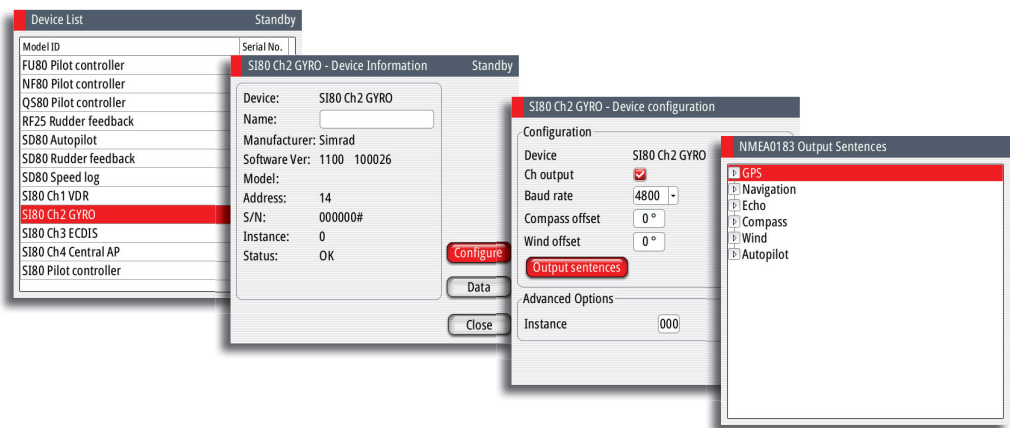 Device List Standby
Model ID Serial No.
FU80 Pilot controller
NF80 Pilot controller
QS80 Pilot controller
RF25 Rudder feedback
SD80 Autopilot
SD80 Rudder feedback
SD80 Speed log
SI80 Ch1 VDR
SI80 Ch2 GYRO
SI80 Ch3 ECDIS
SI80 Ch4 Central AP
SI80 Pilot controller
SI80 Ch2 GYRO - Device Information Standby
Device: SI80 Ch2 GYRO
Name:
Manufacturer: Simrad
Software Ver: 1100 100026
Model:
Address: 14
S/N: 000000#
Instance: 0
Status: OK
Configure
Data
Close
SI80 Ch2 GYRO - Device configuration
Configuration
Device SI80 Ch2 GYRO
Ch output
Baud rate 4800
Compass offset 0 °
Wind offset 0 °
Output sentences
Advanced Options
Instance 000
NMEA0183 Output Sentences
GPS
Navigation
Echo
Compass
Wind
Autopilot